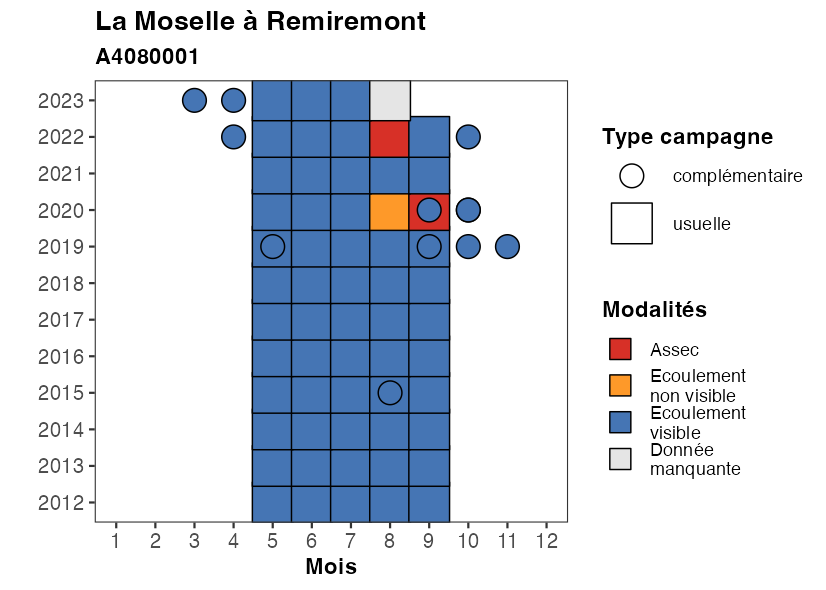 La Moselle à Remiremont
A4080001
2023
2022
2021
2020
2019
2018
2017
2016
2015
2014
2013
2012
1 2 3 4 5 6 7 8 9 10 11 12
Mois
Type campagne
complémentaire
usuelle
Modalités
Assec
Ecoulement
non visible
Ecoulement
visible
Donnée
manquante